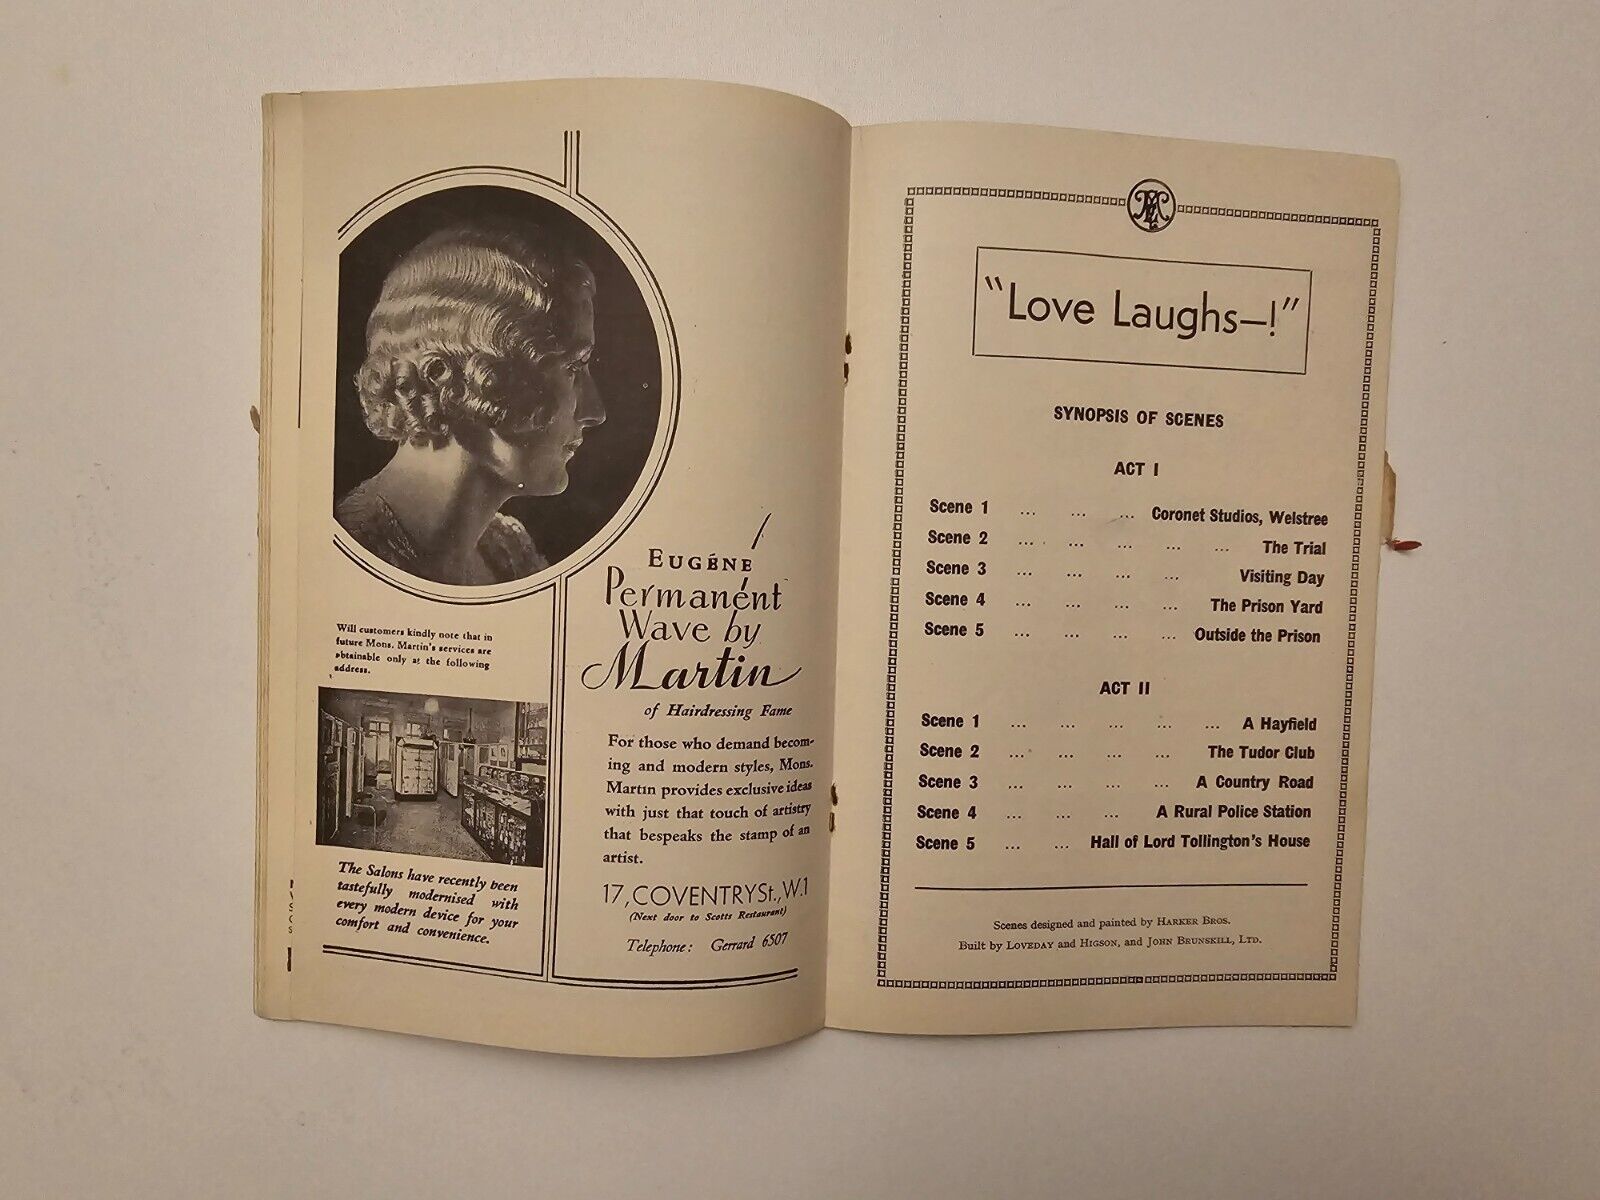 EUGÉNE
Permanent
Wave by
Martin
of Hairdressing Fame
Will customers kindly note that in
future Mons. Martin's services are
obtainable only at the following
address.
For those who demand becom-
ing and modern styles, Mons.
Martin provides exclusive ideas
with just that touch of artistry
that bespeaks the stamp of an
artist.
The Salons have recently been
tastefully modernised with
every modern device for your
comfort and convenience.
17, COVENTRY St., W.1
(Next door to Scotts Restaurant)
Telephone: Gerrard 6507
"Love Laughs—!"
SYNOPSIS OF SCENES
ACT I
Scene 1 ... ... ... Coronet Studios, Welstree
Scene 2 ... ... ... ... ... The Trial
Scene 3 ... ... ... ... Visiting Day
Scene 4 ... ... ... ... The Prison Yard
Scene 5 ... ... ... ... Outside the Prison
ACT II
Scene 1 ... ... ... ... ... A Hayfield
Scene 2 ... ... ... ... The Tudor Club
Scene 3 ... ... ... ... A Country Road
Scene 4 ... ... ... A Rural Police Station
Scene 5 ... ... Hall of Lord Tollington's House
Scenes designed and painted by HARKER BROS.
Built by LOVEDAY and HIGSON, and JOHN BRUNSKILL, LTD.